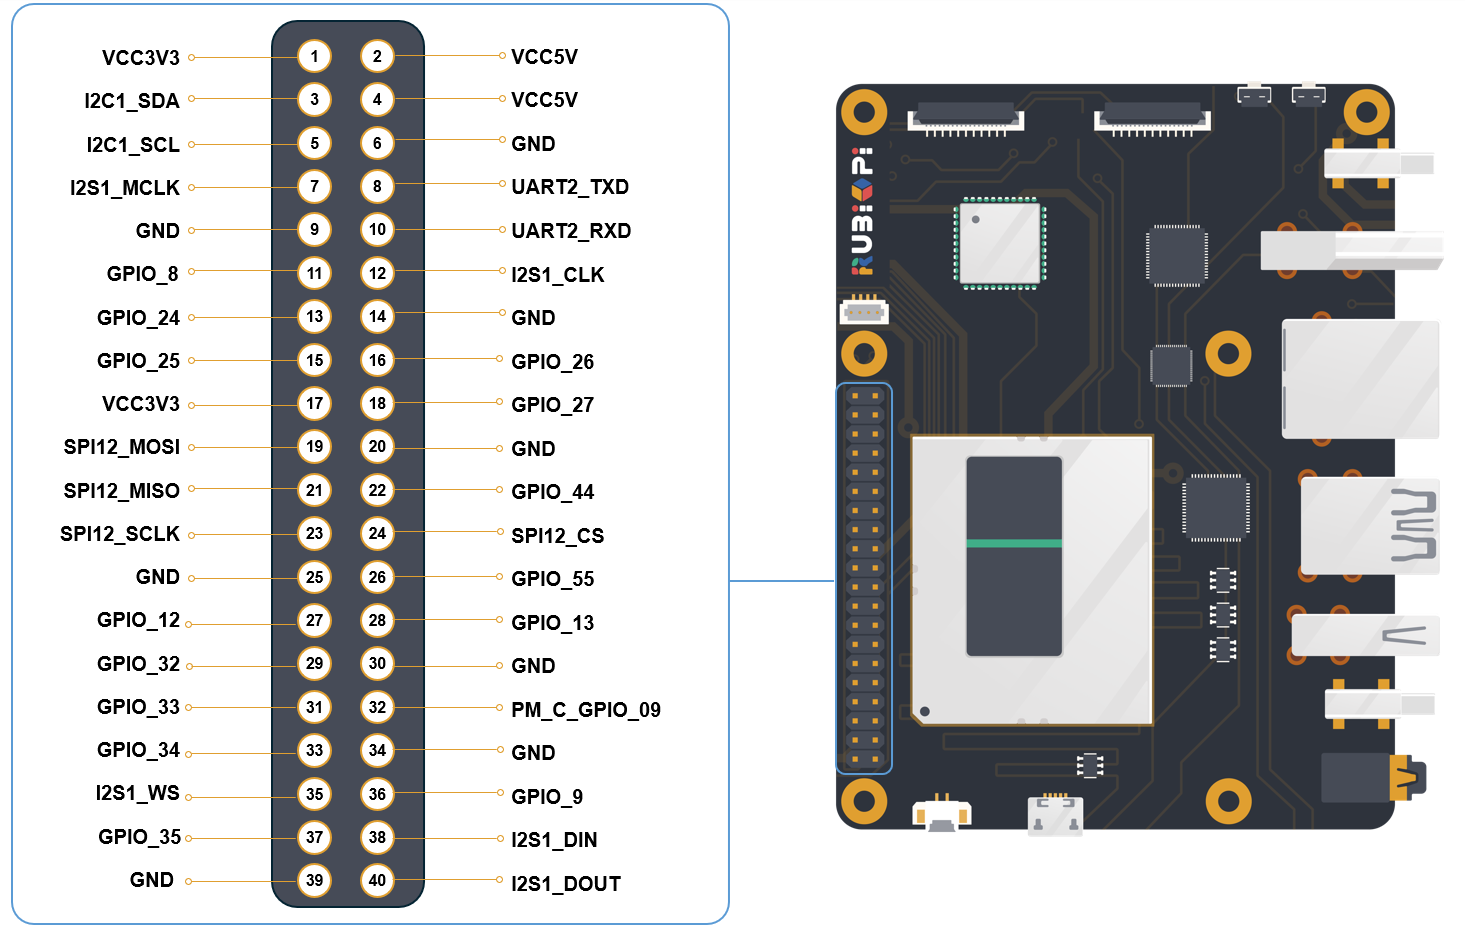 VCC3V3 1 2 VCC5V
I2C1_SDA 3 4 VCC5V
I2C1_SCL 5 6 GND
I2S1_MCLK 7 8 UART2_TXD
GND 9 10 UART2_RXD
GPIO_8 11 12 I2S1_CLK
GPIO_24 13 14 GND
GPIO_25 15 16 GPIO_26
VCC3V3 17 18 GPIO_27
SPI12_MOSI 19 20 GND
SPI12_MISO 21 22 GPIO_44
SPI12_SCLK 23 24 SPI12_CS
GND 25 26 GPIO_55
GPIO_12 27 28 GPIO_13
GPIO_32 29 30 GND
GPIO_33 31 32 PM_C_GPIO_09
GPIO_34 33 34 GND
I2S1_WS 35 36 GPIO_9
GPIO_35 37 38 I2S1_DIN
GND 39 40 I2S1_DOUT
RUBiK Pi